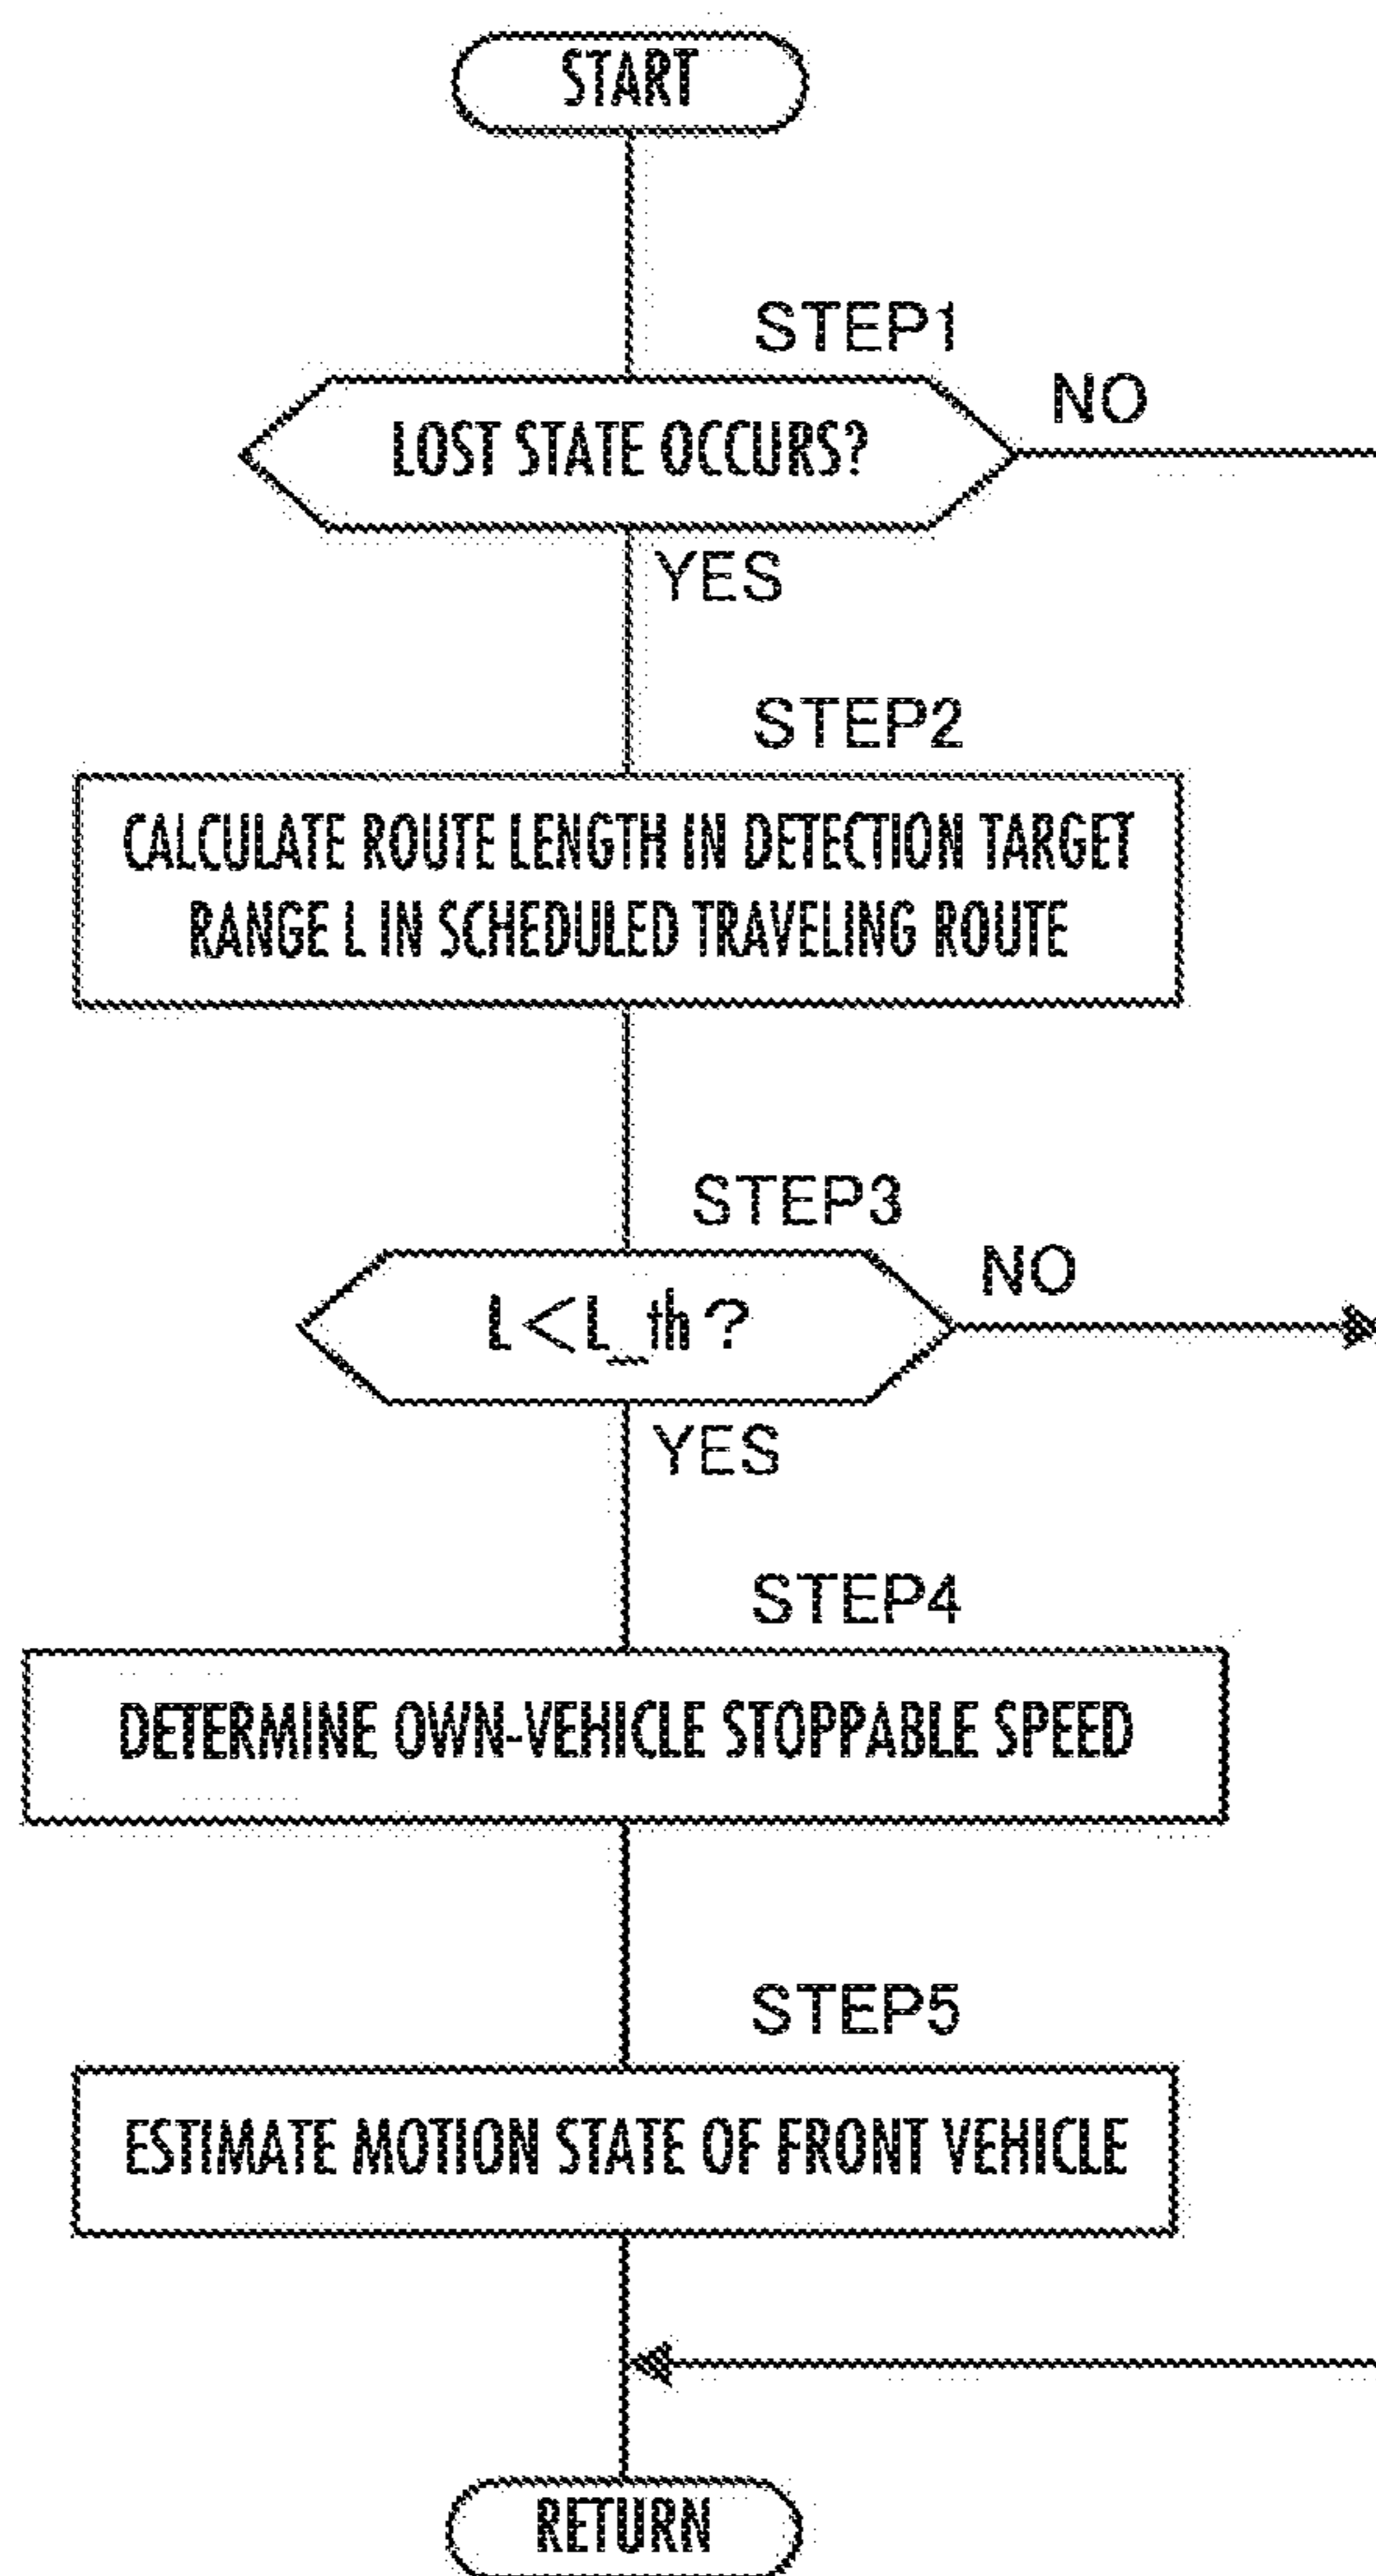 START
STEP1
LOST STATE OCCURS?
NO
YES
STEP2
CALCULATE ROUTE LENGTH IN DETECTION TARGET
RANGE L IN SCHEDULED TRAVELING ROUTE
STEP3
L<L_th?
NO
YES
STEP4
DETERMINE OWN-VEHICLE STOPPABLE SPEED
STEP5
ESTIMATE MOTION STATE OF FRONT VEHICLE
RETURN